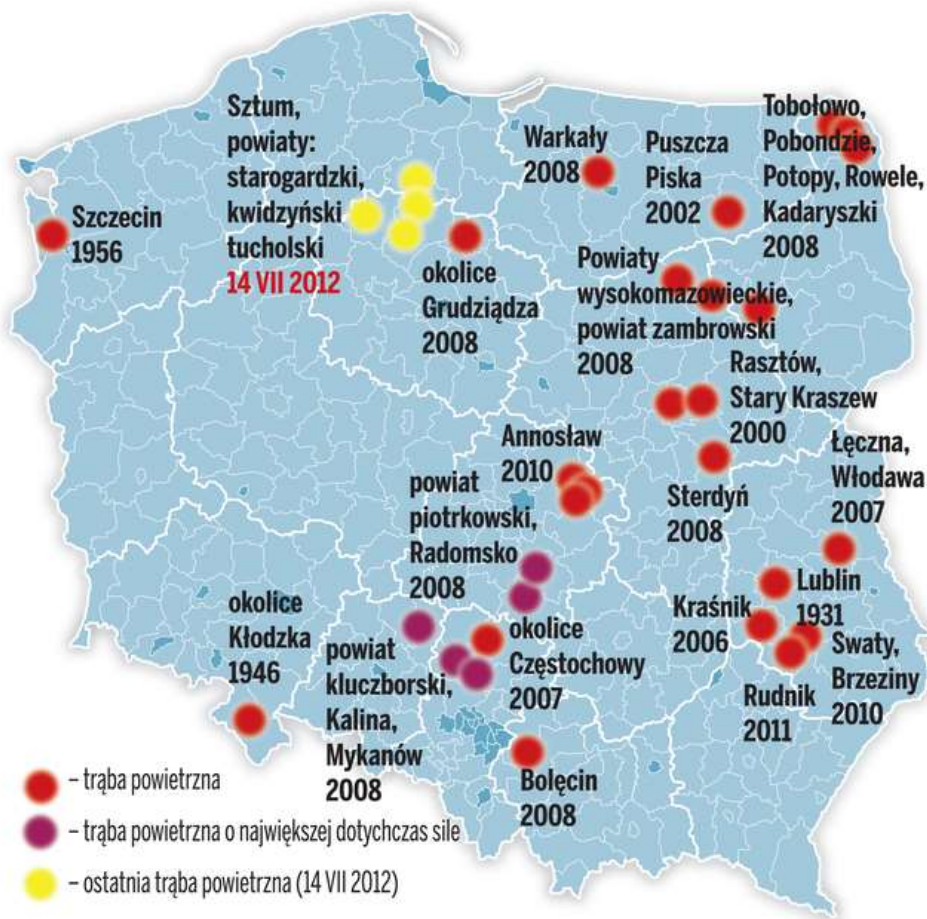 Sztum,
powiaty:
starogardzki,
kwidzyński
tucholski
14 VII 2012
Szczecin
1956
Warkały
2008
Puszcza
Piska
2002
Tobołowo,
Pobondzie,
Potopy, Rowele,
Kadaryszki
2008
okolice
Grudziądza
2008
Powiaty
wysokomazowieckie,
powiat zambrowski
2008
Rasztów,
Stary Kraszew
2000
Annosław
2010
Sterdyń
2008
Łęczna,
Włodawa
2007
powiat
piotrkowski,
Radomsko
2008
Lublin
1931
Kraśnik
2006
okolice
Kłodzka
1946
powiat
kluczborski,
Kalina,
Mykanów
2008
okolice
Częstochowy
2007
Swaty,
Brzeziny
2010
Rudnik
2011
Bolęcin
2008
– trąba powietrzna
– trąba powietrzna o największej dotychczas sile
– ostatnia trąba powietrzna (14 VII 2012)